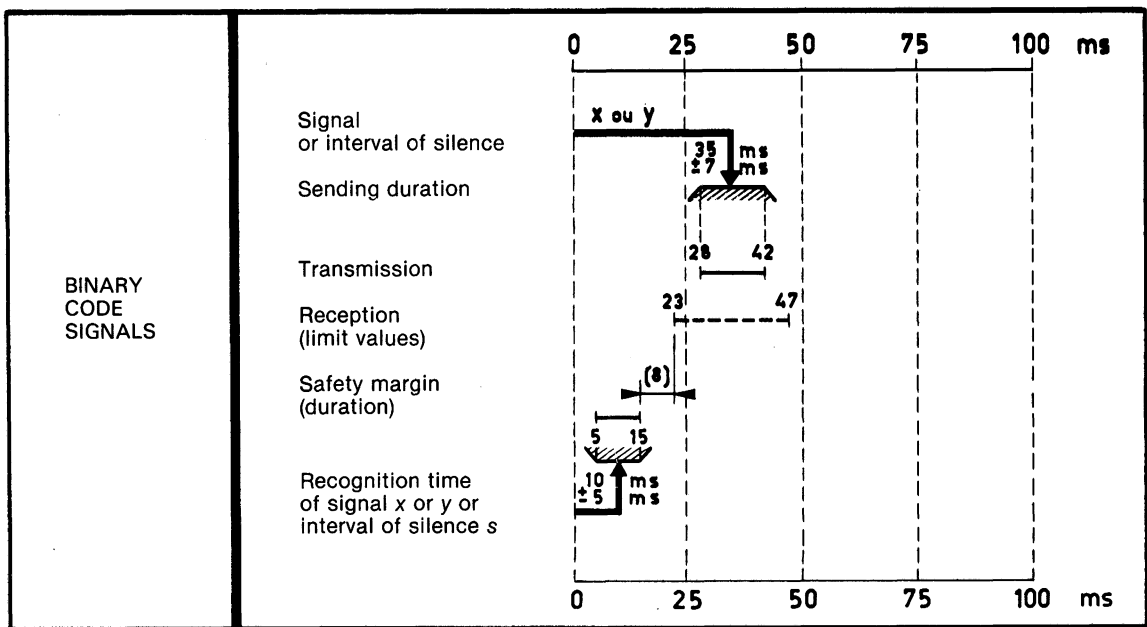 0 25 50 75 100 ms
Signal
or interval of silence
x ou y
35 ms
±7 ms
Sending duration
28 42
Transmission
BINARY
CODE
SIGNALS
23 47
Reception
(limit values)
(8)
Safety margin
(duration)
5 15
Recognition time
of signal x or y or
interval of silence s
10 ms
±5 ms
0 25 50 75 100 ms